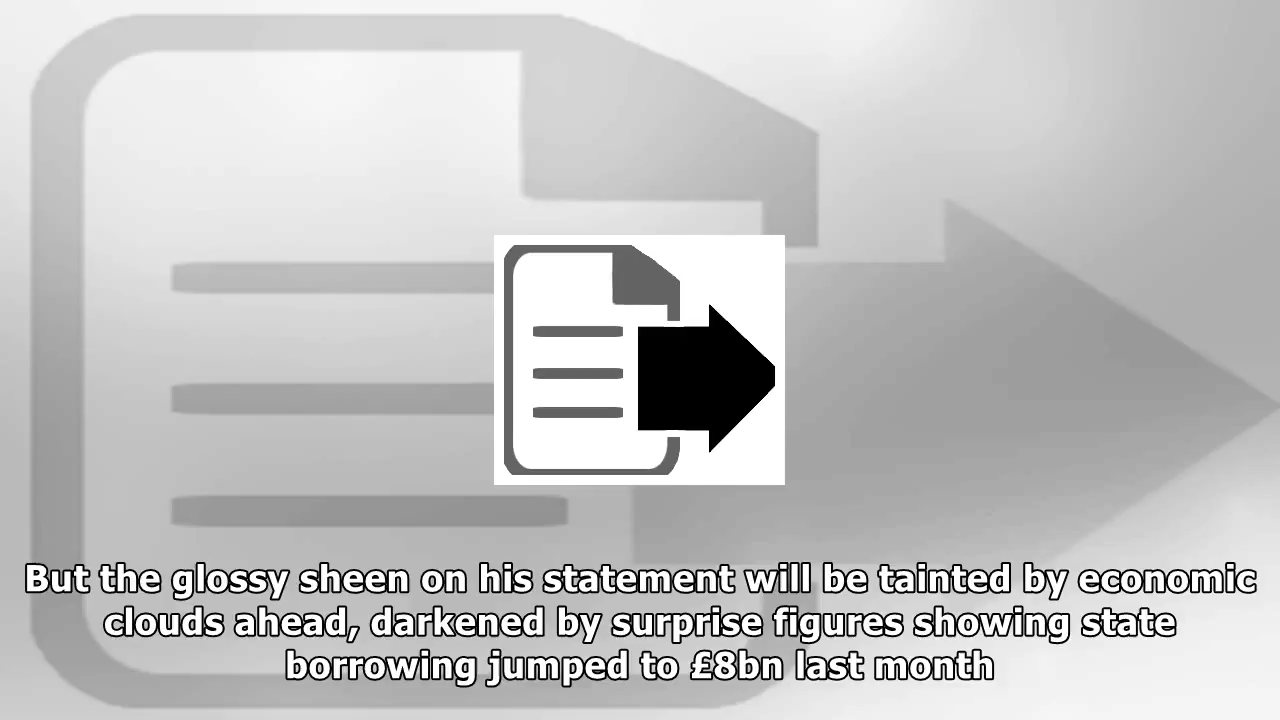 But the glossy sheen on his statement will be tainted by economic
clouds ahead, darkened by surprise figures showing state
borrowing jumped to £8bn last month